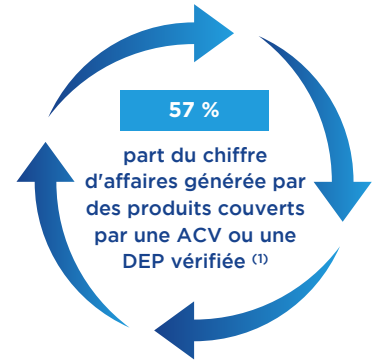 57 %
part du chiffre
d'affaires générée par
des produits couverts
par une ACV ou une
DEP vérifiée (1)